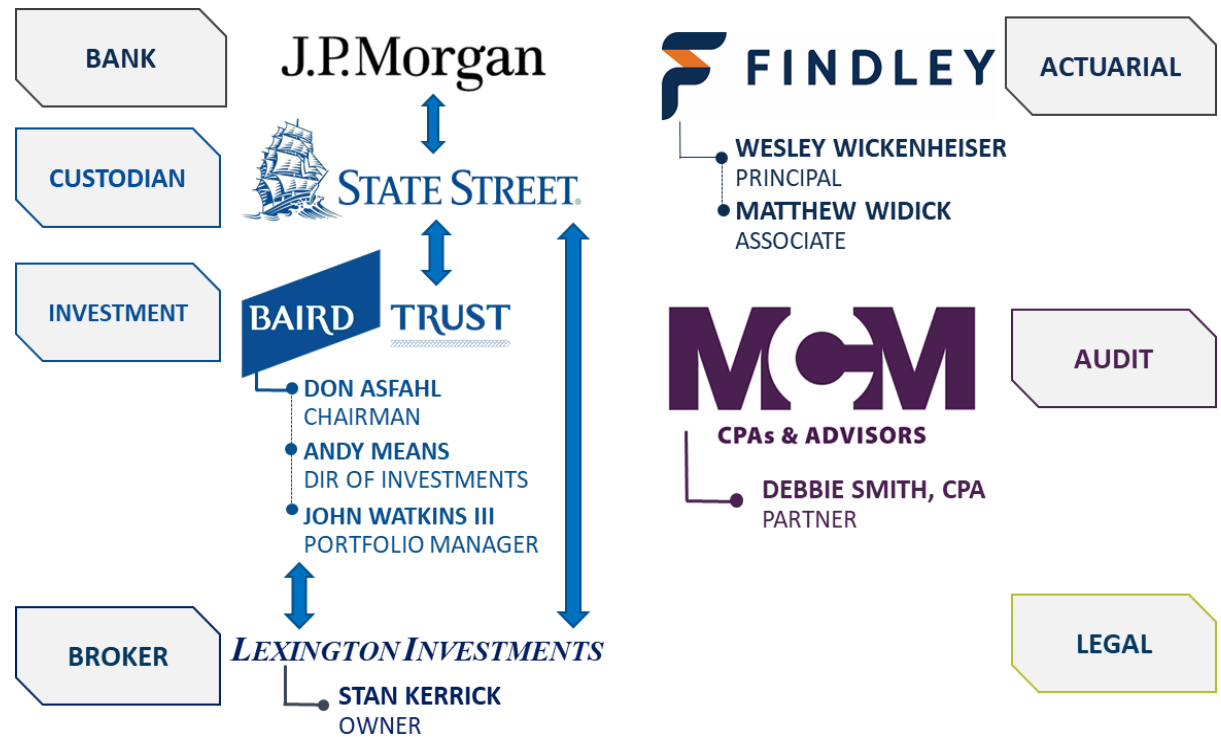 BANK
J.P.Morgan
CUSTODIAN
STATE STREET.
INVESTMENT
BAIRD TRUST
DON ASFAHL
CHAIRMAN
ANDY MEANS
DIR OF INVESTMENTS
JOHN WATKINS III
PORTFOLIO MANAGER
BROKER
LEXINGTON INVESTMENTS
STAN KERRICK
OWNER
FINDLEY
ACTUARIAL
WESLEY WICKENHEISER
PRINCIPAL
MATTHEW WIDICK
ASSOCIATE
MCM
CPAs & ADVISORS
AUDIT
DEBBIE SMITH, CPA
PARTNER
LEGAL